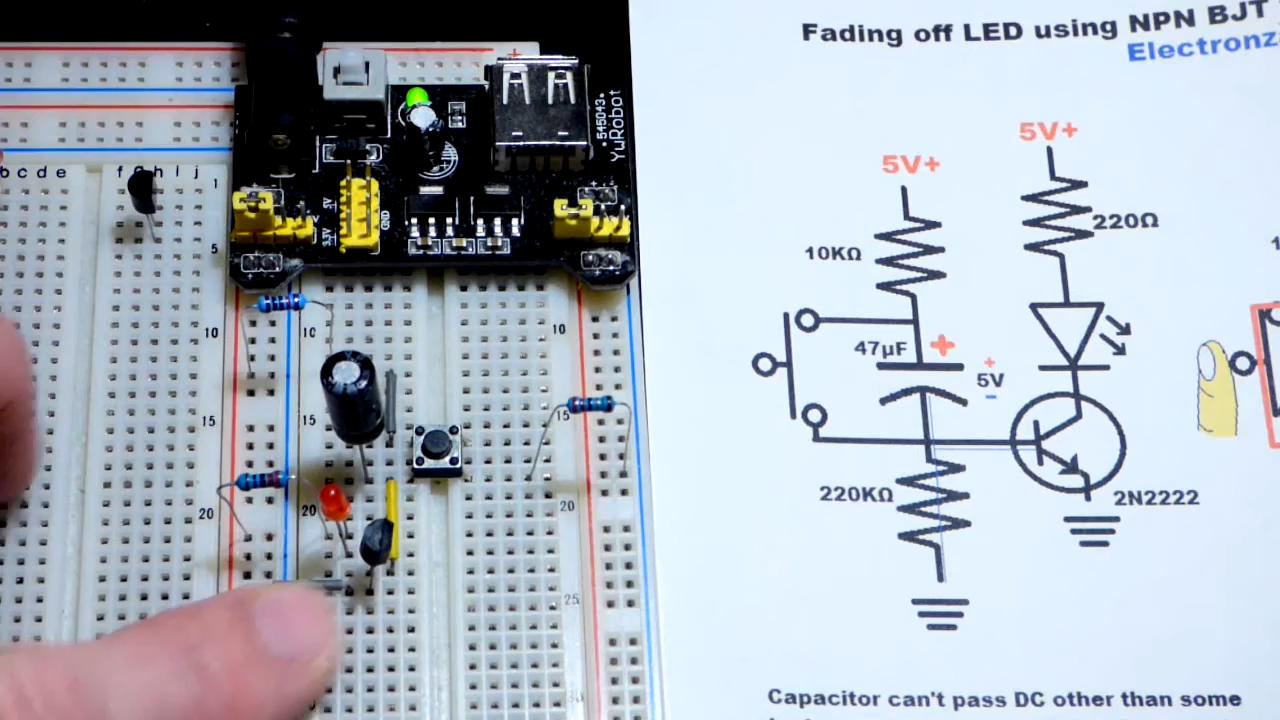 Fading off LED using NPN BJT
Electronz
5V+
5V+
10KΩ
220Ω
47µF
+
+
5V
-
220KΩ
2N2222
Capacitor can't pass DC other than some
+
545043
YwRobot
5V
3.3V
GND
b c d e
f g h i j
1
5
10
10
10
15
15
15
20
20
20
25
30